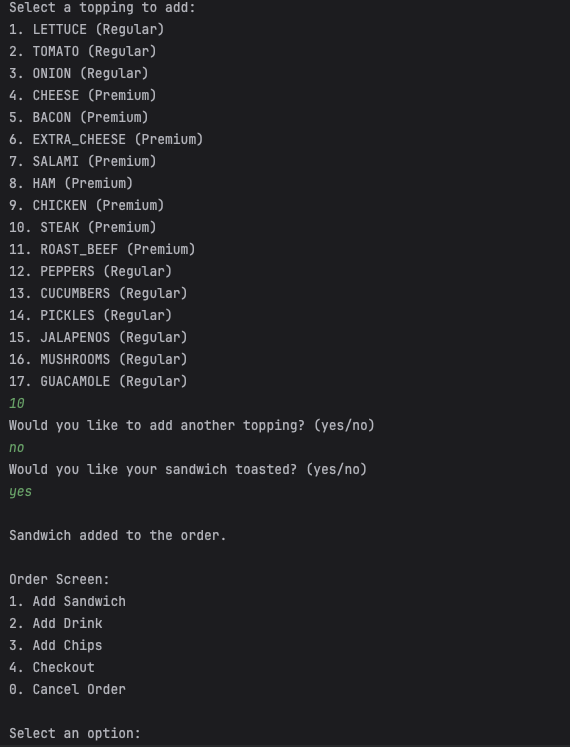 Select a topping to add:
1. LETTUCE (Regular)
2. TOMATO (Regular)
3. ONION (Regular)
4. CHEESE (Premium)
5. BACON (Premium)
6. EXTRA_CHEESE (Premium)
7. SALAMI (Premium)
8. HAM (Premium)
9. CHICKEN (Premium)
10. STEAK (Premium)
11. ROAST_BEEF (Premium)
12. PEPPERS (Regular)
13. CUCUMBERS (Regular)
14. PICKLES (Regular)
15. JALAPENOS (Regular)
16. MUSHROOMS (Regular)
17. GUACAMOLE (Regular)
10
Would you like to add another topping? (yes/no)
no
Would you like your sandwich toasted? (yes/no)
yes
Sandwich added to the order.
Order Screen:
1. Add Sandwich
2. Add Drink
3. Add Chips
4. Checkout
0. Cancel Order
Select an option: